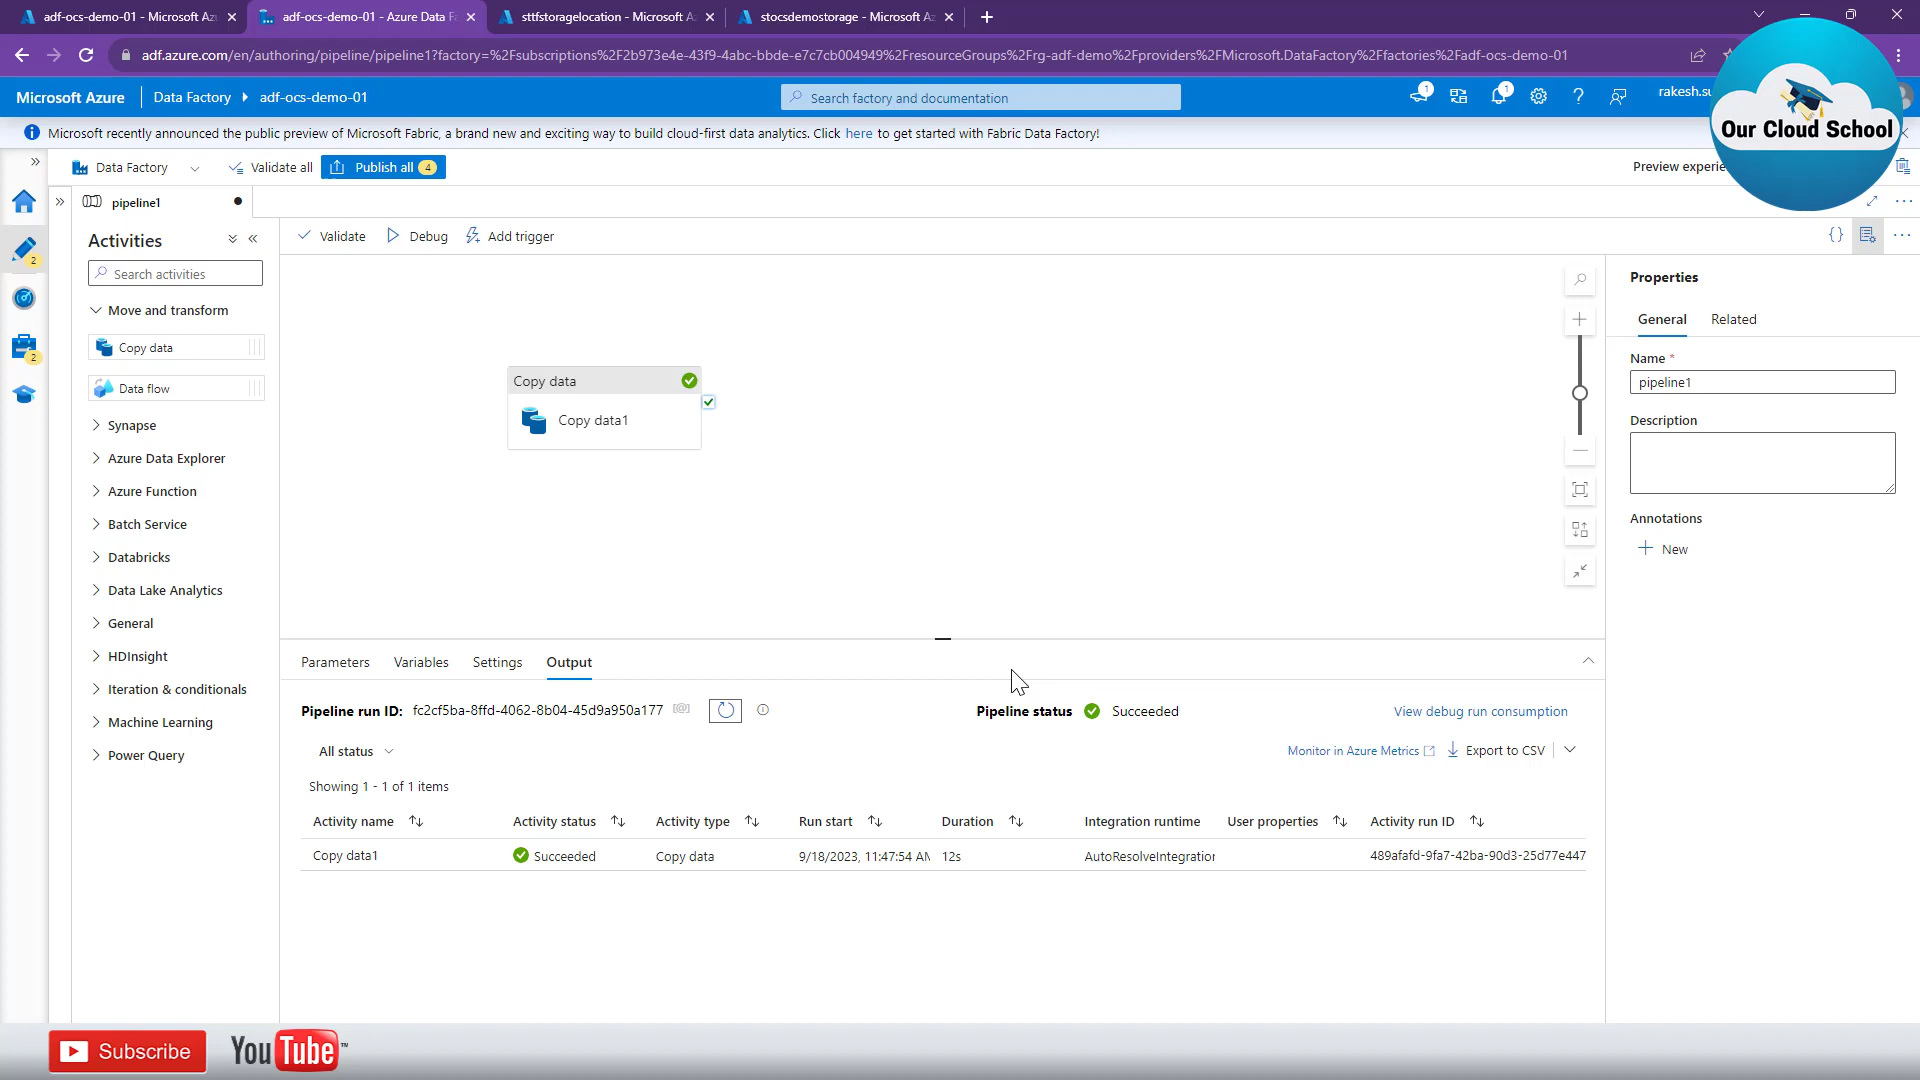 adf-ocs-demo-01 - Microsoft Az
adf-ocs-demo-01 - Azure Data F
sttfstoragelocation - Microsoft A
stocsdemostorage - Microsoft A
adf.azure.com/en/authoring/pipeline/pipeline1?factory=%2Fsubscriptions%2F2b973e4e-43f9-4abc-bbde-e7c7cb004949%2FresourceGroups%2Frg-adf-demo%2Fproviders%2FMicrosoft.DataFactory%2Ffactories%2Fadf-ocs-demo-01
Microsoft Azure
Data Factory
adf-ocs-demo-01
Search factory and documentation
1
1
rakesh.su
Our Cloud School
Microsoft recently announced the public preview of Microsoft Fabric, a brand new and exciting way to build cloud-first data analytics. Click here to get started with Fabric Data Factory!
Data Factory
Validate all
Publish all 4
Preview experie
pipeline1
2
2
Activities
Search activities
Move and transform
Copy data
Data flow
Synapse
Azure Data Explorer
Azure Function
Batch Service
Databricks
Data Lake Analytics
General
HDInsight
Iteration & conditionals
Machine Learning
Power Query
Validate
Debug
Add trigger
Copy data
Copy data1
Properties
General
Related
Name *
pipeline1
Description
Annotations
New
Parameters
Variables
Settings
Output
Pipeline run ID: fc2cf5ba-8ffd-4062-8b04-45d9a950a177
Pipeline status
Succeeded
View debug run consumption
All status
Monitor in Azure Metrics
Export to CSV
Showing 1 - 1 of 1 items
Activity name
Activity status
Activity type
Run start
Duration
Integration runtime
User properties
Activity run ID
Copy data1
Succeeded
Copy data
9/18/2023, 11:47:54 AM
12s
AutoResolveIntegration
489afafd-9fa7-42ba-90d3-25d77e447
Subscribe
YouTube™